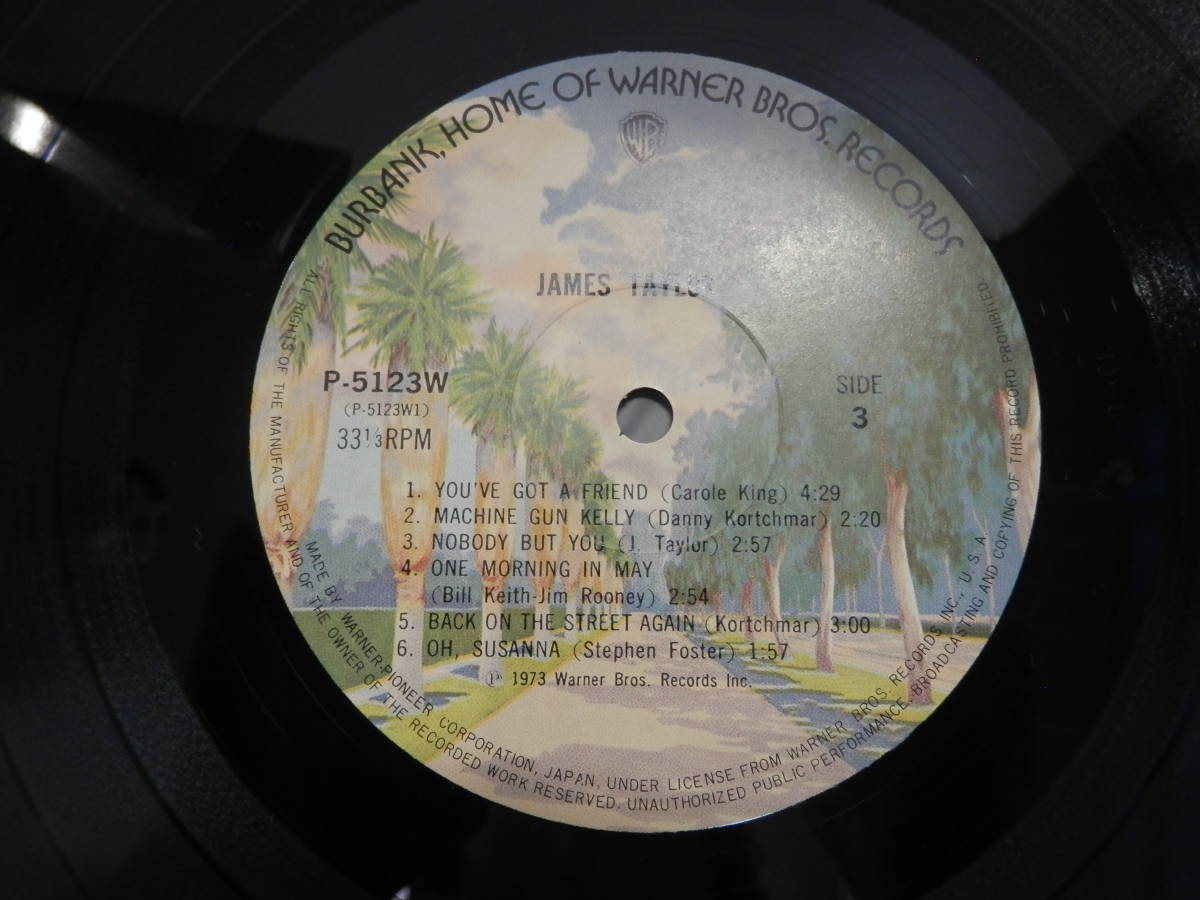 BURBANK, HOME OF WARNER BROS. RECORDS
WB
JAMES TAYLOR
P-5123W
(P-5123W1)
33 1/3 RPM
SIDE
3
1. YOU'VE GOT A FRIEND (Carole King) 4:29
2. MACHINE GUN KELLY (Danny Kortchmar) 2:20
3. NOBODY BUT YOU (J. Taylor) 2:57
4. ONE MORNING IN MAY
(Bill Keith-Jim Rooney) 2:54
5. BACK ON THE STREET AGAIN (Kortchmar) 3:00
6. OH, SUSANNA (Stephen Foster) 1:57
Ⓟ 1973 Warner Bros. Records Inc.
MADE BY WARNER-PIONEER CORPORATION, JAPAN, UNDER LICENSE FROM WARNER BROS. RECORDS INC., U.S.A.
ALL RIGHTS OF THE MANUFACTURER AND OF THE OWNER OF THE RECORDED WORK RESERVED. UNAUTHORIZED PUBLIC PERFORMANCE, BROADCASTING AND COPYING OF THIS RECORD PROHIBITED.